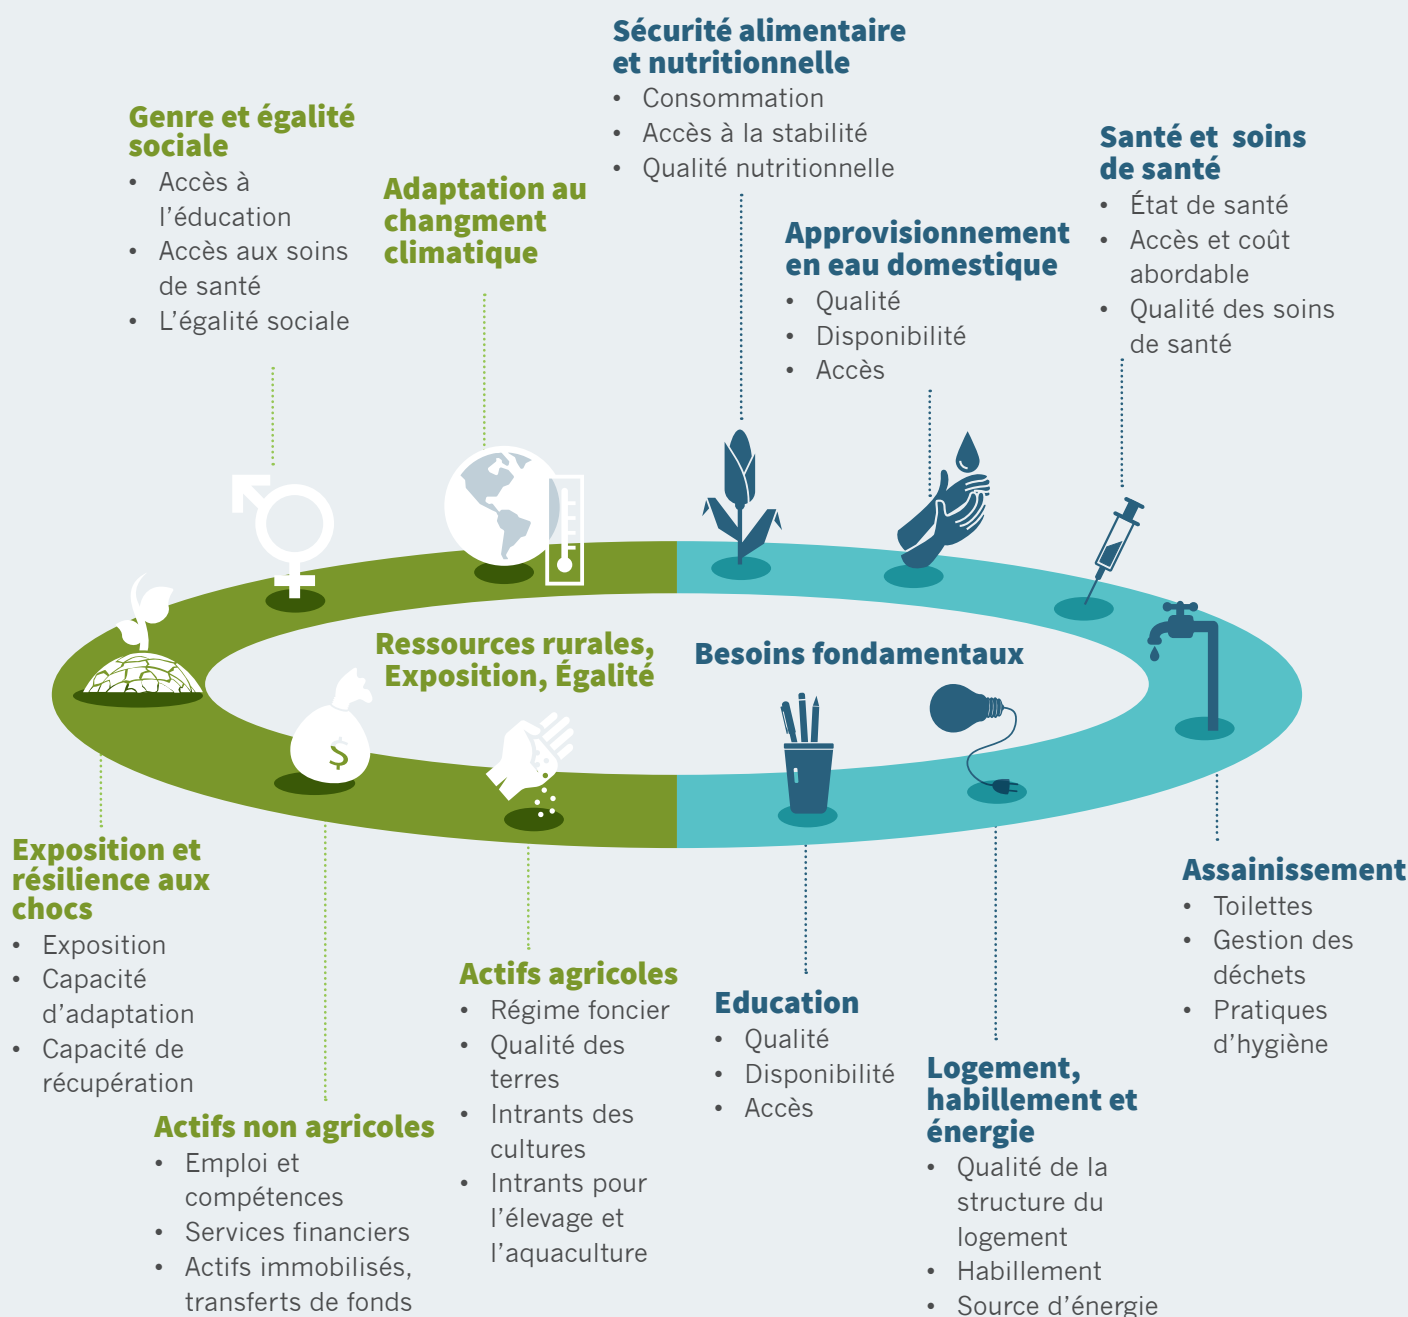 Sécurité alimentaire
et nutritionnelle
• Consommation
• Accès à la stabilité
• Qualité nutritionnelle
Genre et égalité
sociale
• Accès à
l’éducation
• Accès aux soins
de santé
• L’égalité sociale
Adaptation au
changment
climatique
Approvisionnement
en eau domestique
• Qualité
• Disponibilité
• Accès
Santé et soins
de santé
• État de santé
• Accès et coût
abordable
• Qualité des soins
de santé
Ressources rurales,
Exposition, Égalité
Besoins fondamentaux
$
Exposition et
résilience aux
chocs
• Exposition
• Capacité
d’adaptation
• Capacité de
récupération
Actifs non agricoles
• Emploi et
compétences
• Services financiers
• Actifs immobilisés,
transferts de fonds
Actifs agricoles
• Régime foncier
• Qualité des
terres
• Intrants des
cultures
• Intrants pour
l’élevage et
l’aquaculture
Education
• Qualité
• Disponibilité
• Accès
Logement,
habillement et
énergie
• Qualité de la
structure du
logement
• Habillement
• Source d’énergie
Assainissement
• Toilettes
• Gestion des
déchets
• Pratiques
d’hygiène